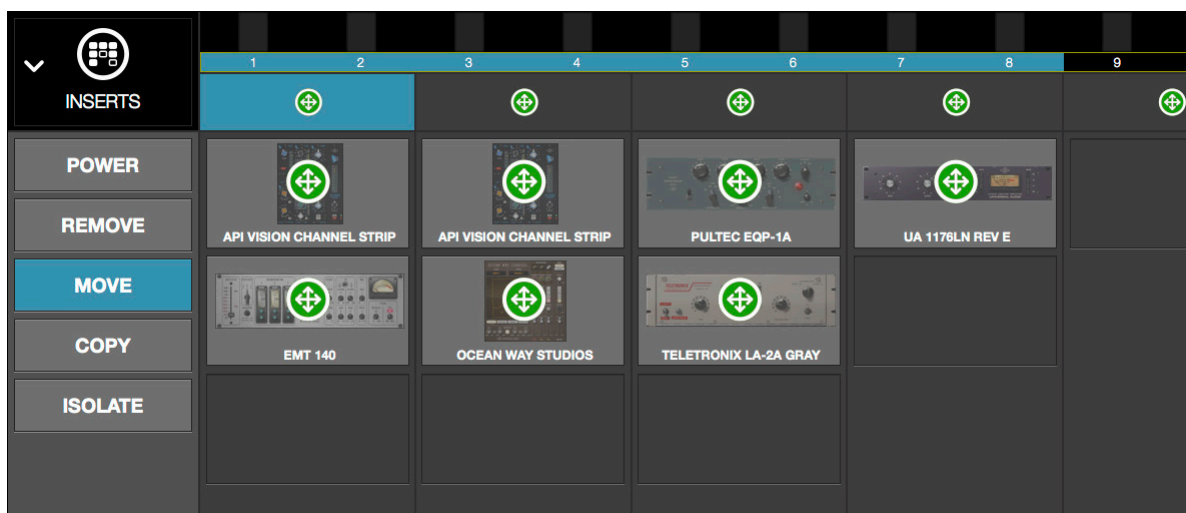 1 2 3 4 5 6 7 8 9
INSERTS
POWER
REMOVE
MOVE
COPY
ISOLATE
API VISION CHANNEL STRIP API VISION CHANNEL STRIP PULTEC EQP-1A UA 1176LN REV E
EMT 140 OCEAN WAY STUDIOS TELETRONIX LA-2A GRAY